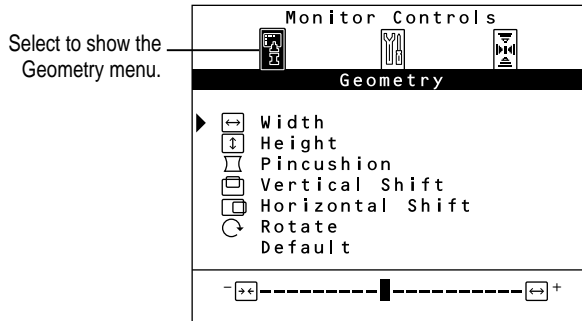 Monitor Controls
Select to show the
Geometry menu.
Geometry
Width
Height
Pincushion
Vertical Shift
Horizontal Shift
Rotate
Default
- +